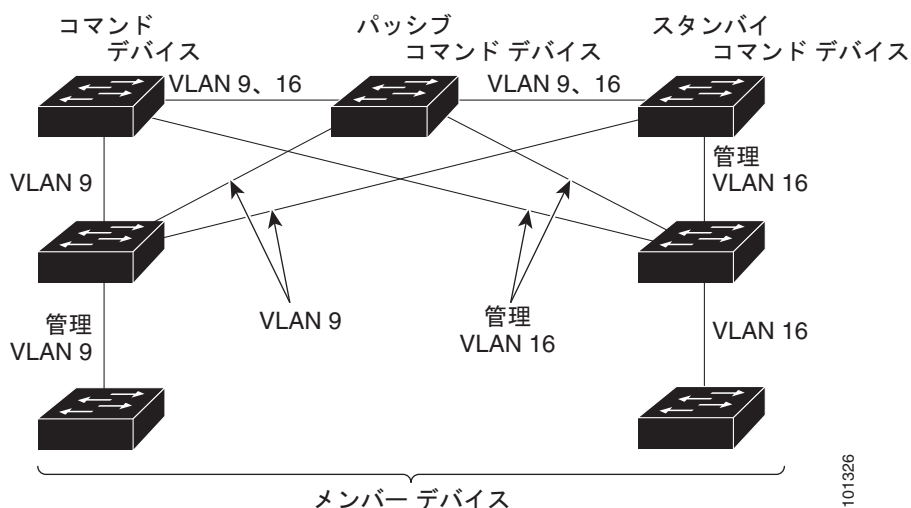 コマンド
デバイス
パッシブ
コマンド デバイス
スタンバイ
コマンド デバイス
VLAN 9、16
VLAN 9、16
VLAN 9
管理
VLAN 16
VLAN 9
管理
VLAN 16
管理
VLAN 9
VLAN 16
メンバー デバイス
101326